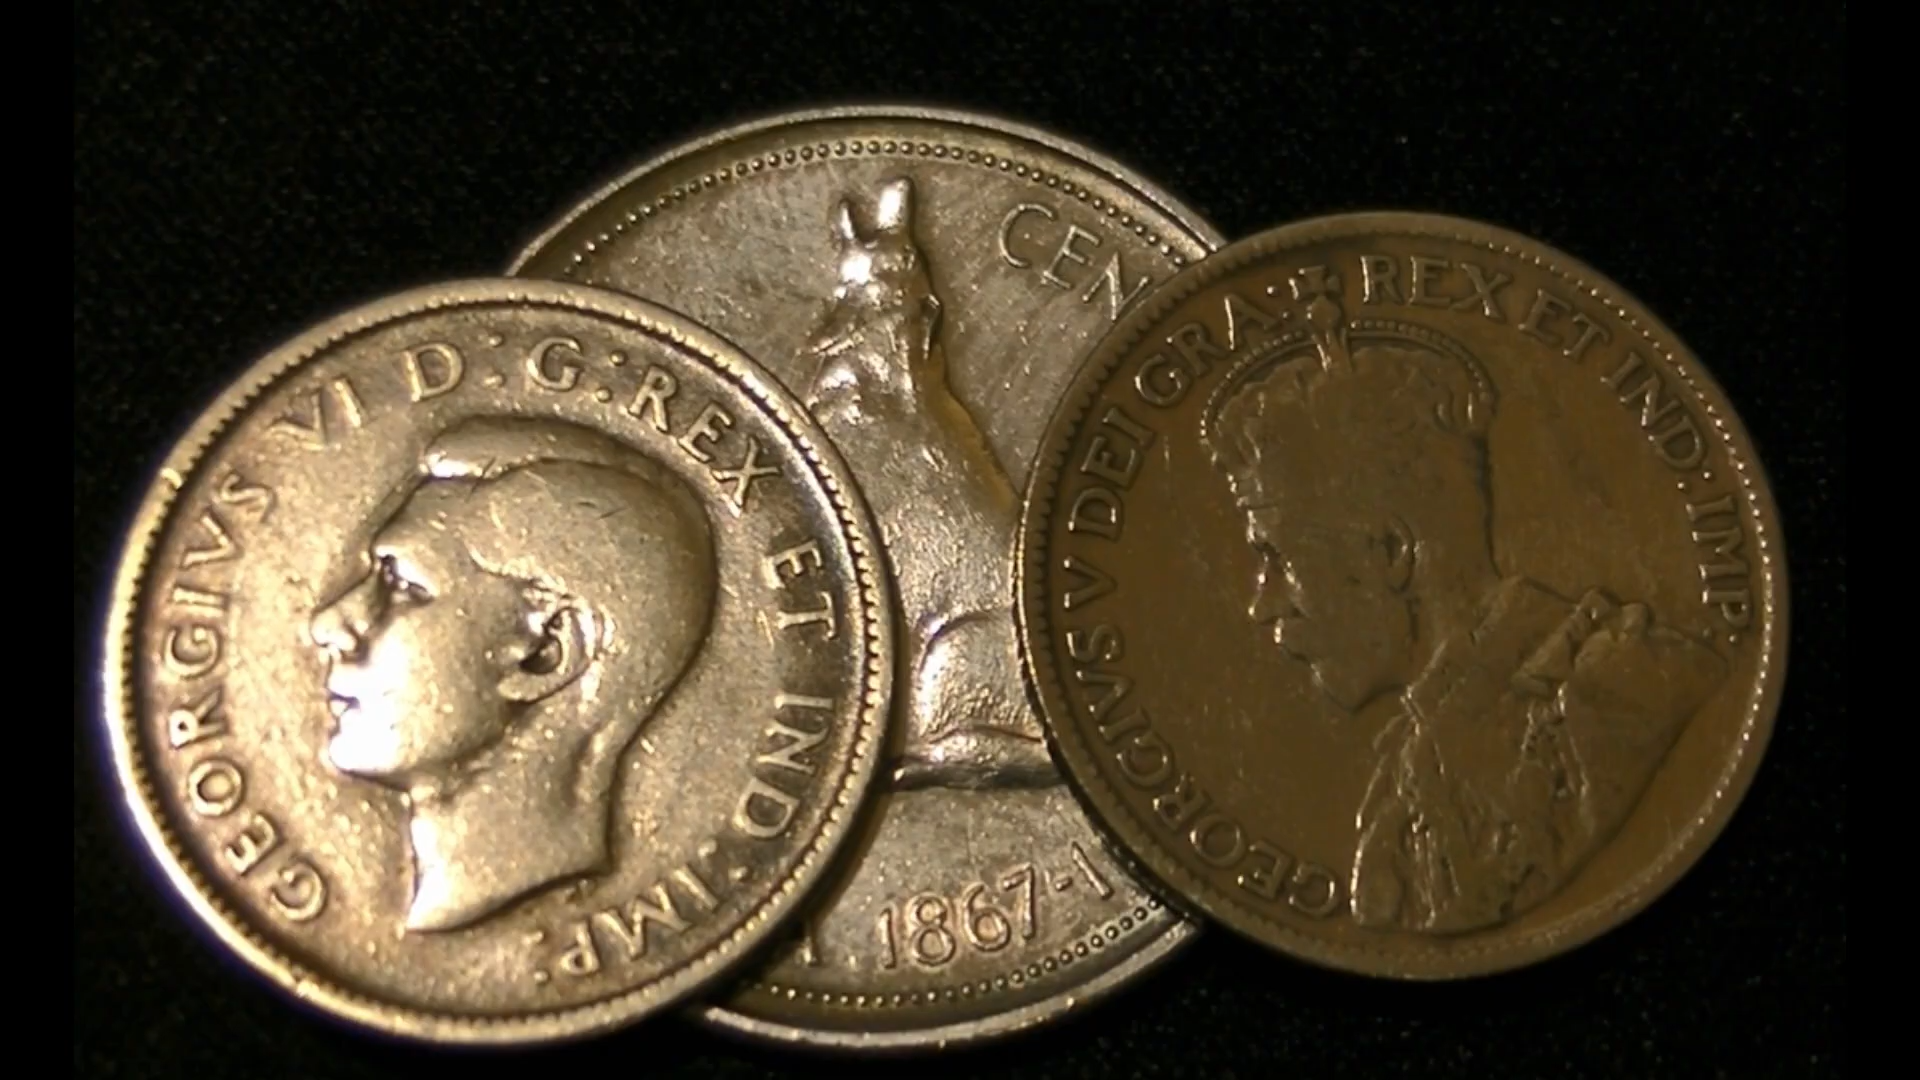 GEORGIVS VI D:G:REX ET IND:IMP:
CEN
1867-1
GEORGIVS V DEI GRA: REX ET IND: IMP: